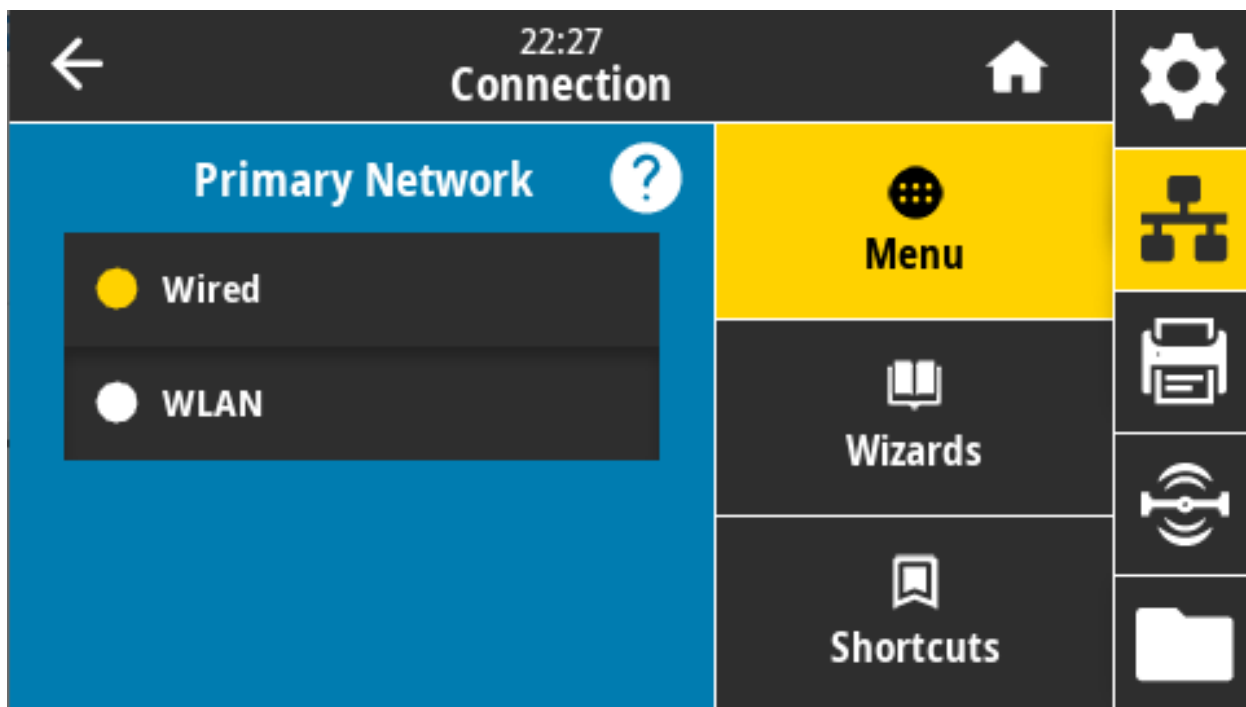 22:27
Connection
Primary Network
?
Wired
WLAN
Menu
Wizards
Shortcuts